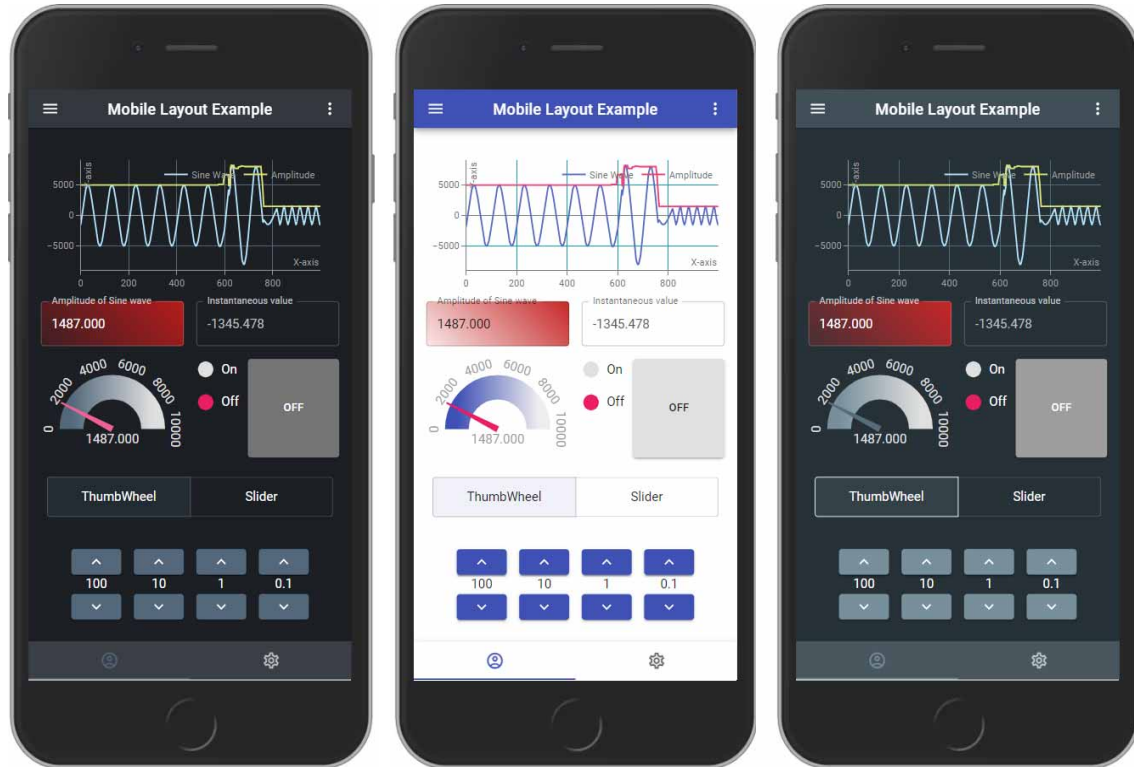 Mobile Layout Example
Y-axis
Sine Wave Amplitude
5000
0
−5000
X-axis
0 200 400 600 800
Amplitude of Sine wave Instantaneous value
1487.000 -1345.478
0 2000 4000 6000 8000 10000
1487.000
On
Off
OFF
ThumbWheel Slider
100 10 1 0.1
Mobile Layout Example
0 200 400 600 800
Y-axis
Sine Wave Amplitude
5000
0
−5000
X-axis
0 200 400 600 800
Amplitude of Sine wave Instantaneous value
1487.000 -1345.478
0 2000 4000 6000 8000 10000
1487.000
On
Off
OFF
ThumbWheel Slider
100 10 1 0.1
Mobile Layout Example
Y-axis
Sine Wave Amplitude
5000
0
−5000
X-axis
0 200 400 600 800
Amplitude of Sine wave Instantaneous value
1487.000 -1345.478
0 2000 4000 6000 8000 10000
1487.000
On
Off
OFF
ThumbWheel Slider
100 10 1 0.1